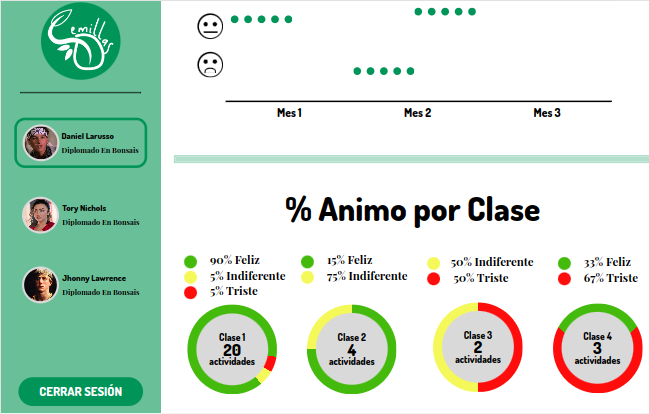 Semillas
Daniel Larusso
Diplomado En Bonsais
Tory Nichols
Diplomado En Bonsais
Jhonny Lawrence
Diplomado En Bonsais
CERRAR SESIÓN
Mes 1
Mes 2
Mes 3
% Animo por Clase
90% Feliz
5% Indiferente
5% Triste
Clase 1
20
actividades
15% Feliz
75% Indiferente
Clase 2
4
actividades
50% Indiferente
50% Triste
Clase 3
2
actividades
33% Feliz
67% Triste
Clase 4
3
actividades